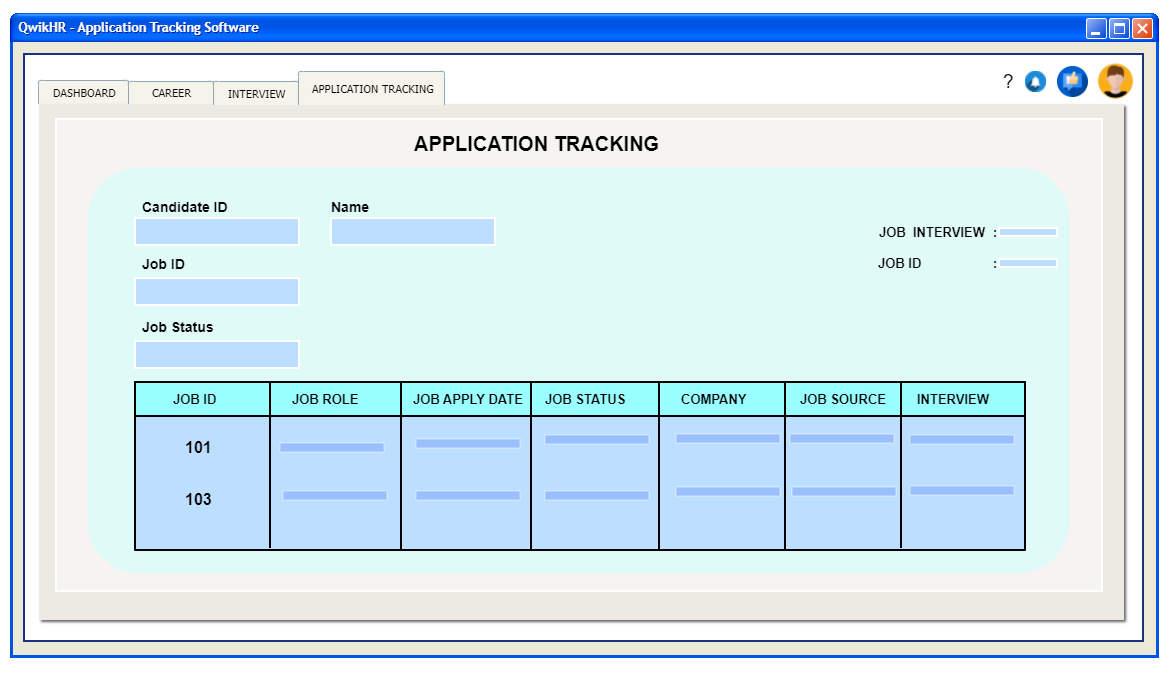 QwikHR - Application Tracking Software
DASHBOARD CAREER INTERVIEW APPLICATION TRACKING ?
APPLICATION TRACKING
Candidate ID Name
JOB INTERVIEW :
Job ID JOB ID :
Job Status
JOB ID JOB ROLE JOB APPLY DATE JOB STATUS COMPANY JOB SOURCE INTERVIEW
101
103